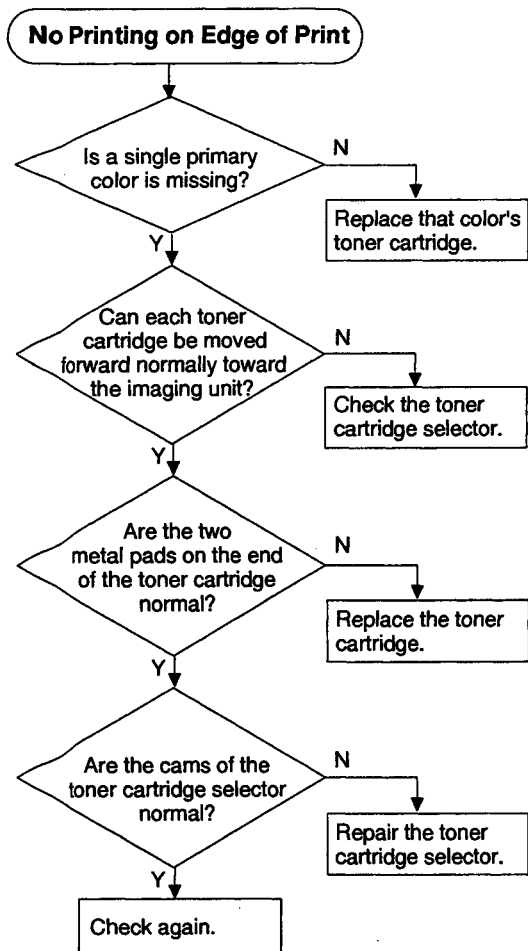 No Printing on Edge of Print
Is a single primary
color is missing?
N
Replace that color's
toner cartridge.
Y
Can each toner
cartridge be moved
forward normally toward
the imaging unit?
N
Check the toner
cartridge selector.
Y
Are the two
metal pads on the end
of the toner cartridge
normal?
N
Replace the toner
cartridge.
Y
Are the cams of the
toner cartridge selector
normal?
N
Repair the toner
cartridge selector.
Y
Check again.